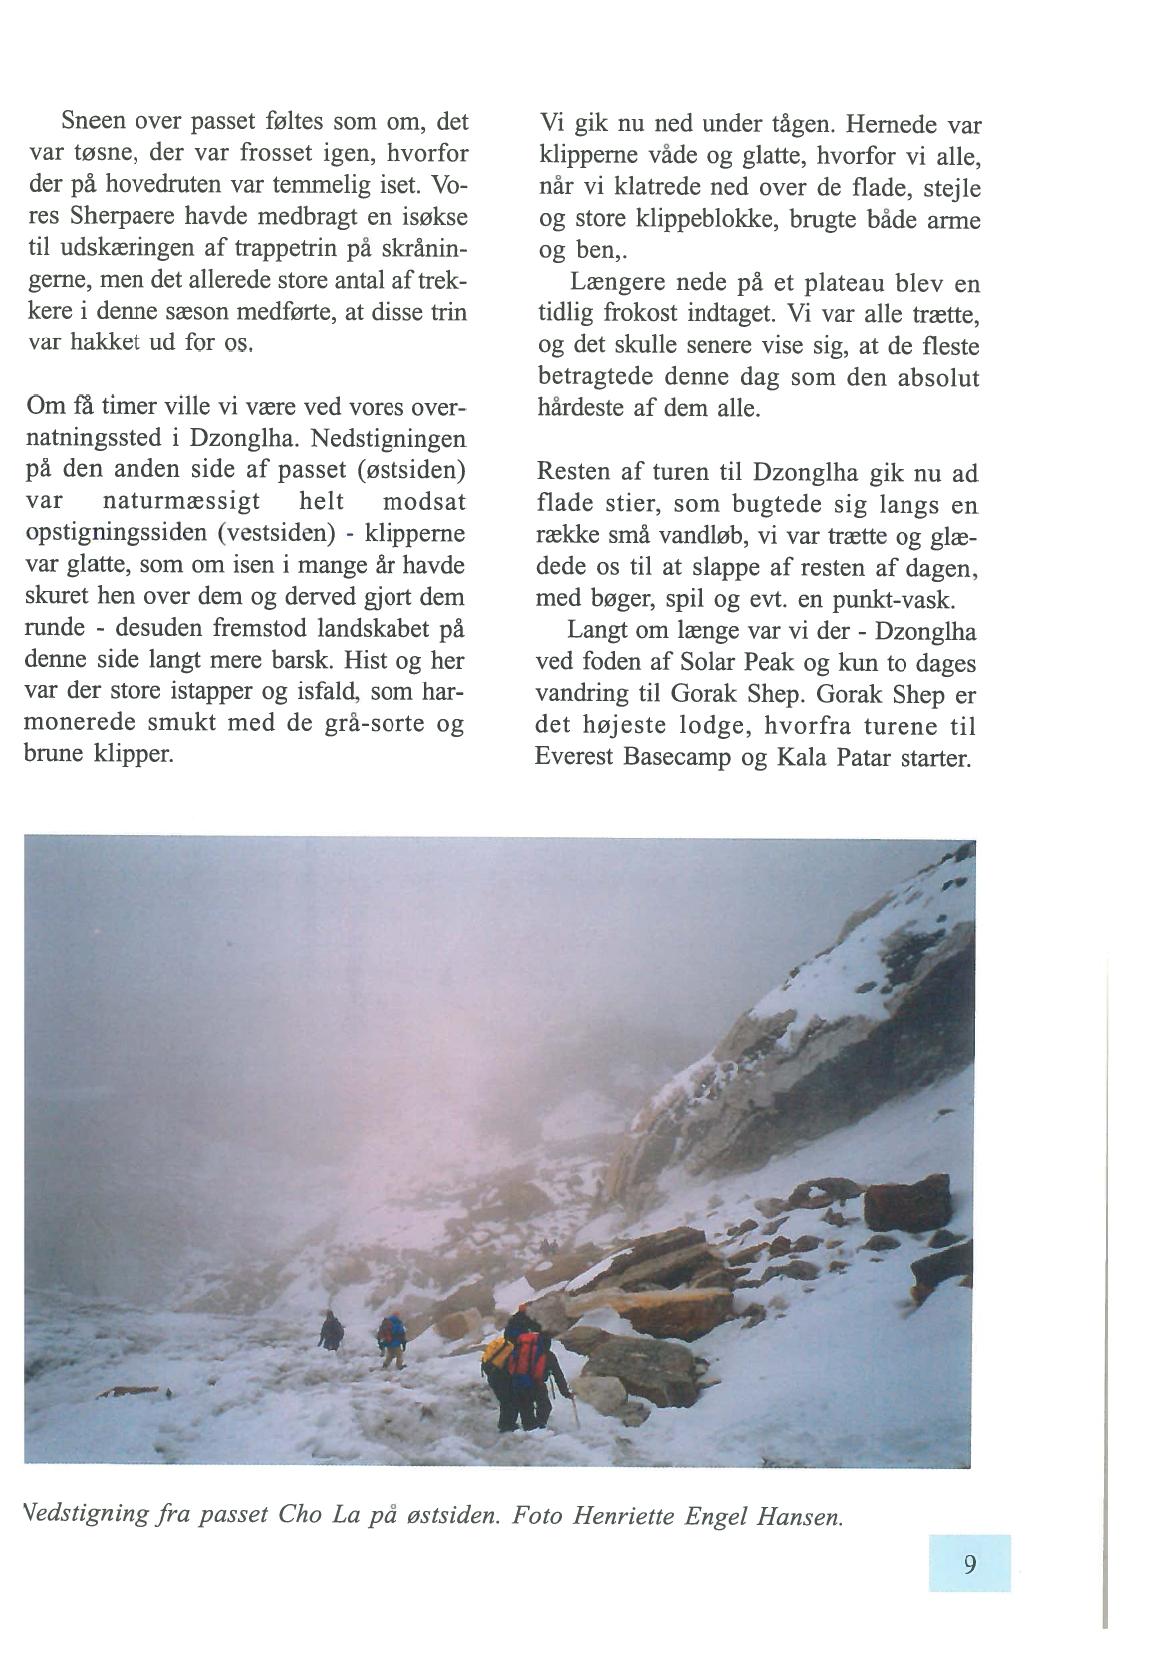 Sneen over passet føltes som om, det
var tøsne, der var frosset igen, hvorfor
der på hovedruten var temmelig iset. Vo-
res Sherpaere havde medbragt en isøkse
til udskæringen af trappetrin på skrånin-
gerne, men det allerede store antal af trek-
kere i denne sæson medførte, at disse trin
var hakket ud for os.
Om få timer ville vi være ved vores over-
natningssted i Dzonglha. Nedstigningen
på den anden side af passet (østsiden)
var naturmæssigt helt modsat
opstigningssiden (vestsiden) - klipperne
var glatte, som om isen i mange år havde
skuret hen over dem og derved gjort dem
runde - desuden fremstod landskabet på
denne side langt mere barsk. Hist og her
var der store istapper og isfald, som har-
monerede smukt med de grå-sorte og
brune klipper.
Vi gik nu ned under tågen. Hernede var
klipperne våde og glatte, hvorfor vi alle,
når vi klatrede ned over de flade, stejle
og store klippeblokke, brugte både arme
og ben,.
Længere nede på et plateau blev en
tidlig frokost indtaget. Vi var alle trætte,
og det skulle senere vise sig, at de fleste
betragtede denne dag som den absolut
hårdeste af dem alle.
Resten af turen til Dzonglha gik nu ad
flade stier, som bugtede sig langs en
række små vandløb, vi var trætte og glæ-
dede os til at slappe af resten af dagen,
med bøger, spil og evt. en punkt-vask.
Langt om længe var vi der - Dzonglha
ved foden af Solar Peak og kun to dages
vandring til Gorak Shep. Gorak Shep er
det højeste lodge, hvorfra turene til
Everest Basecamp og Kala Patar starter.
Nedstigning fra passet Cho La på østsiden. Foto Henriette Engel Hansen.
9